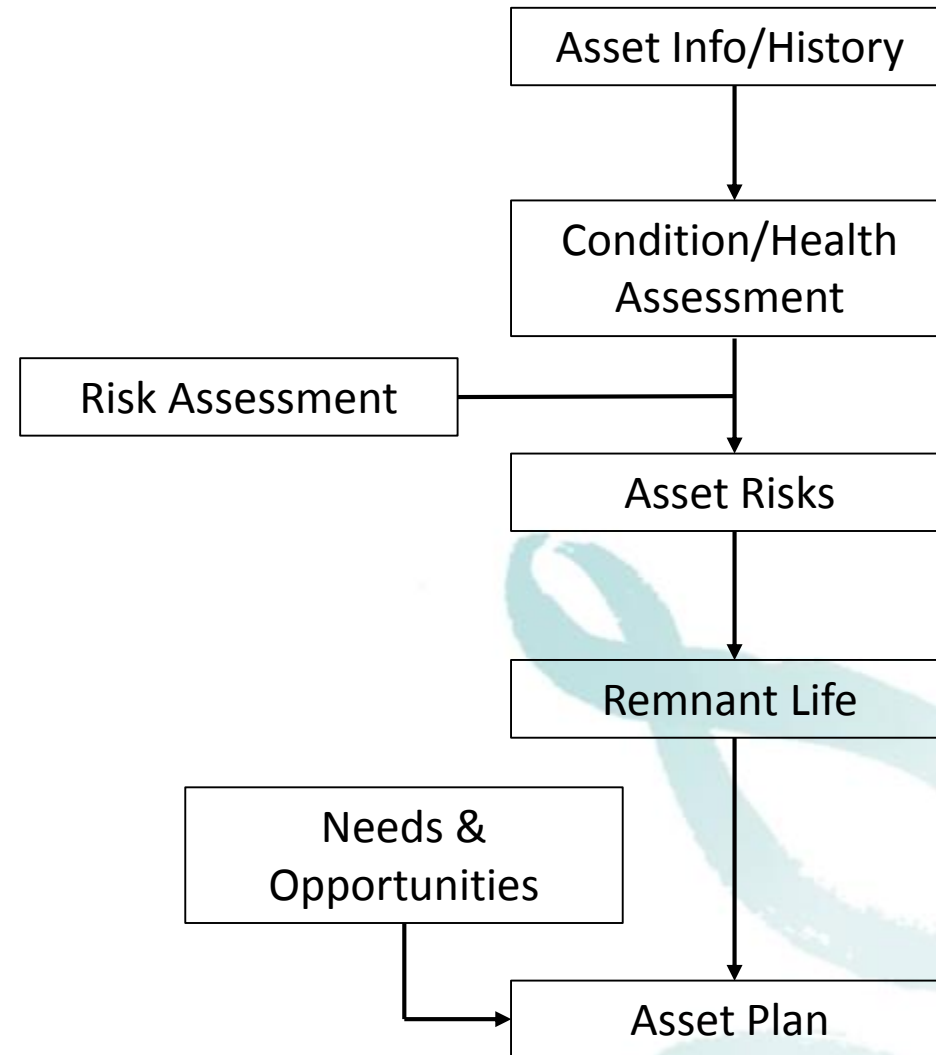 Asset Info/History
Condition/Health
Assessment
Risk Assessment
Asset Risks
Remnant Life
Needs &
Opportunities
Asset Plan